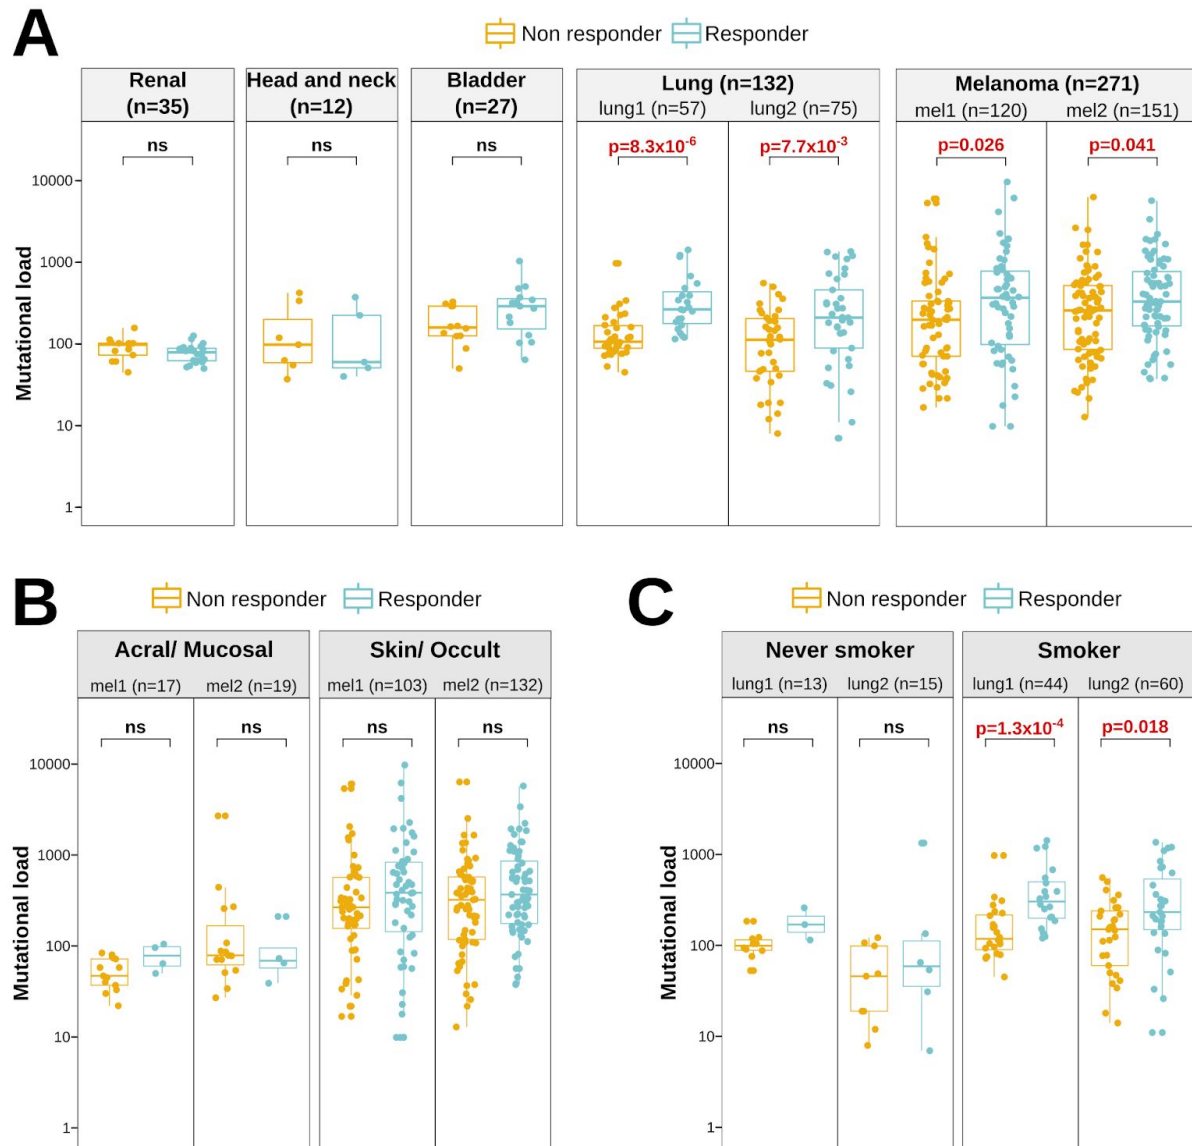 A
Non responder Responder
Renal (n=35)
Head and neck (n=12)
Bladder (n=27)
Lung (n=132)
lung1 (n=57) lung2 (n=75)
Melanoma (n=271)
mel1 (n=120) mel2 (n=151)
ns ns ns p=8.3x10-6 p=7.7x10-3 p=0.026 p=0.041
Mutational load
10000
1000
100
10
1
B
Non responder Responder
Acral/ Mucosal Skin/ Occult
mel1 (n=17) mel2 (n=19) mel1 (n=103) mel2 (n=132)
ns ns ns ns
Mutational load
10000
1000
100
10
1
C
Non responder Responder
Never smoker Smoker
lung1 (n=13) lung2 (n=15) lung1 (n=44) lung2 (n=60)
ns ns p=1.3x10-4 p=0.018
Mutational load
10000
1000
100
10
1